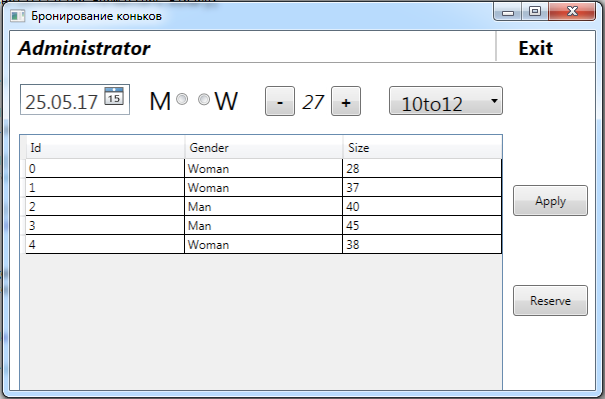 Бронирование коньков
Administrator Exit
25.05.17 15 M W - 27 + 10to12
Id Gender Size
0 Woman 28
1 Woman 37
2 Man 40
3 Man 45
4 Woman 38
Apply
Reserve